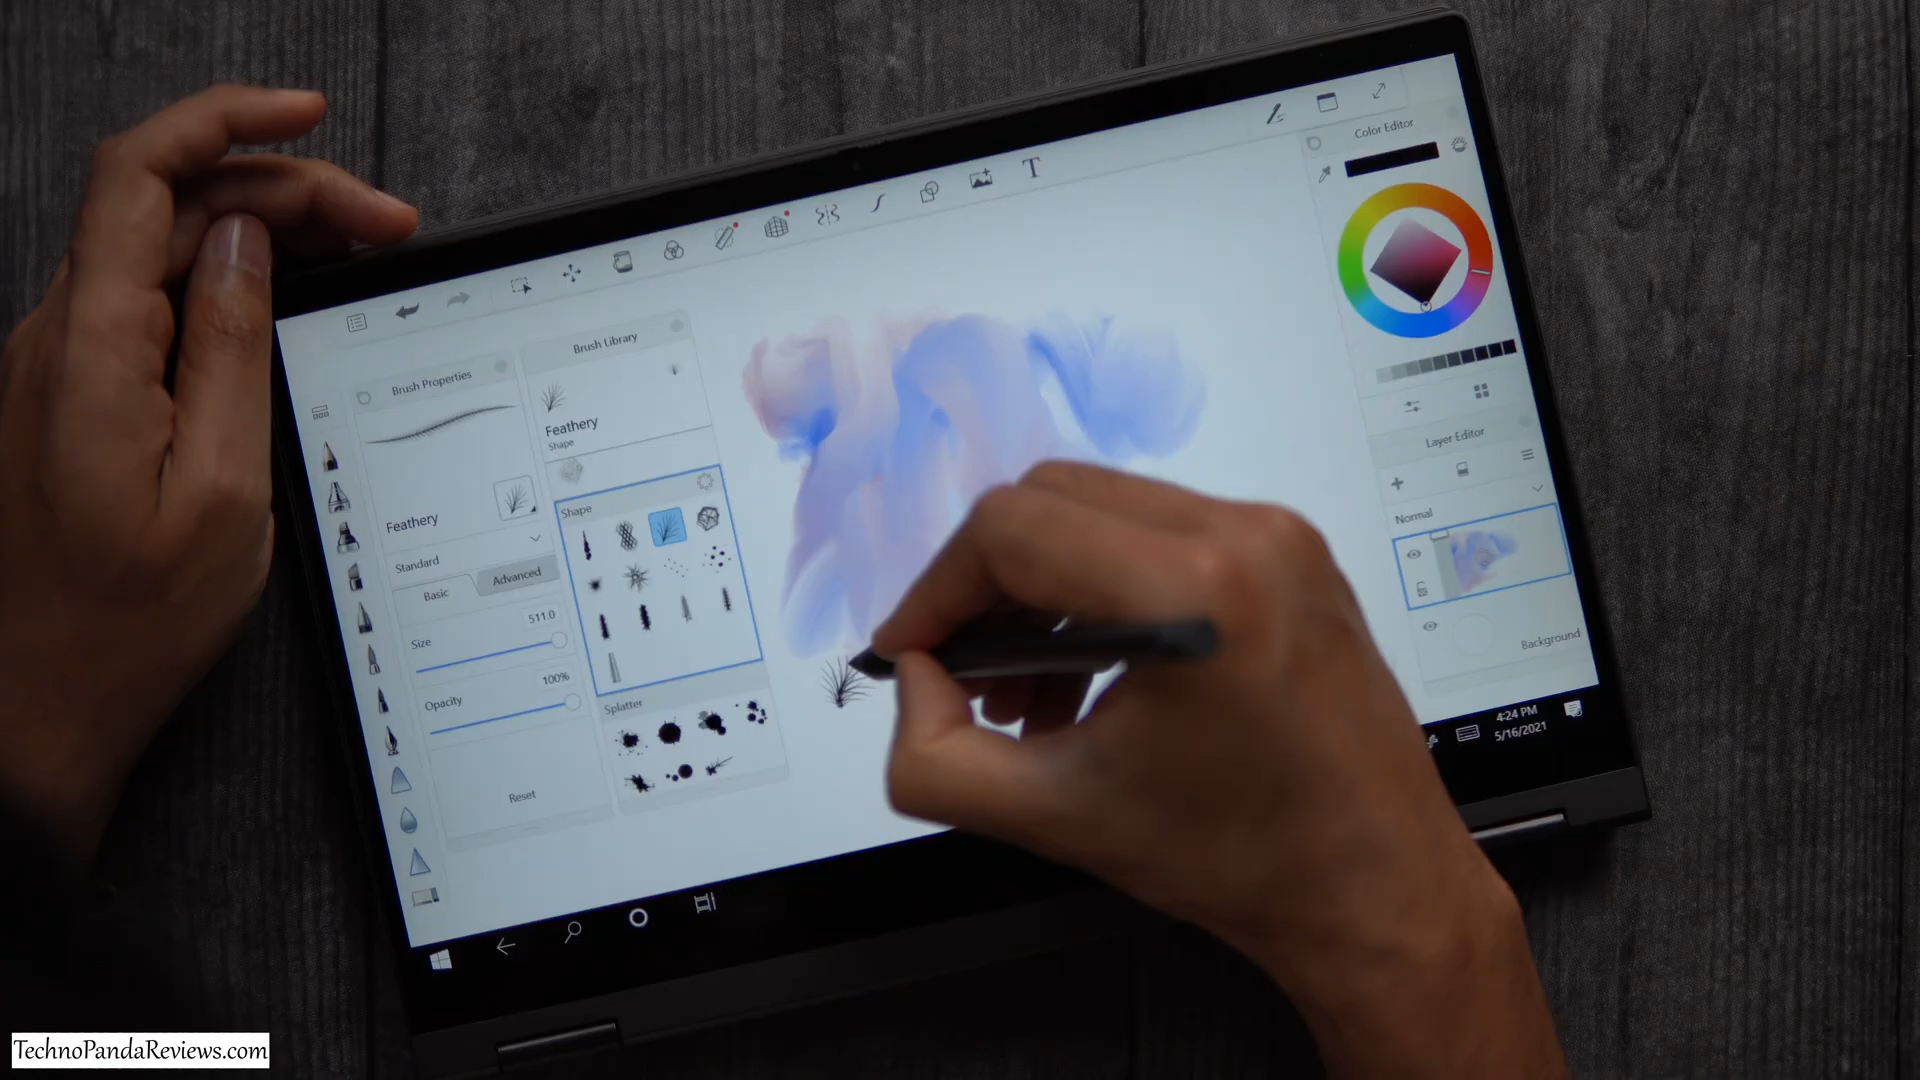 T
Color Editor
Brush Library
Brush Properties
Feathery
Shape
Feathery
Shape
Standard
Basic
Advanced
Size
511.0
Opacity
100%
Reset
Splatter
Layer Editor
Normal
Background
4:24 PM
5/16/2021
TechnoPandaReviews.com